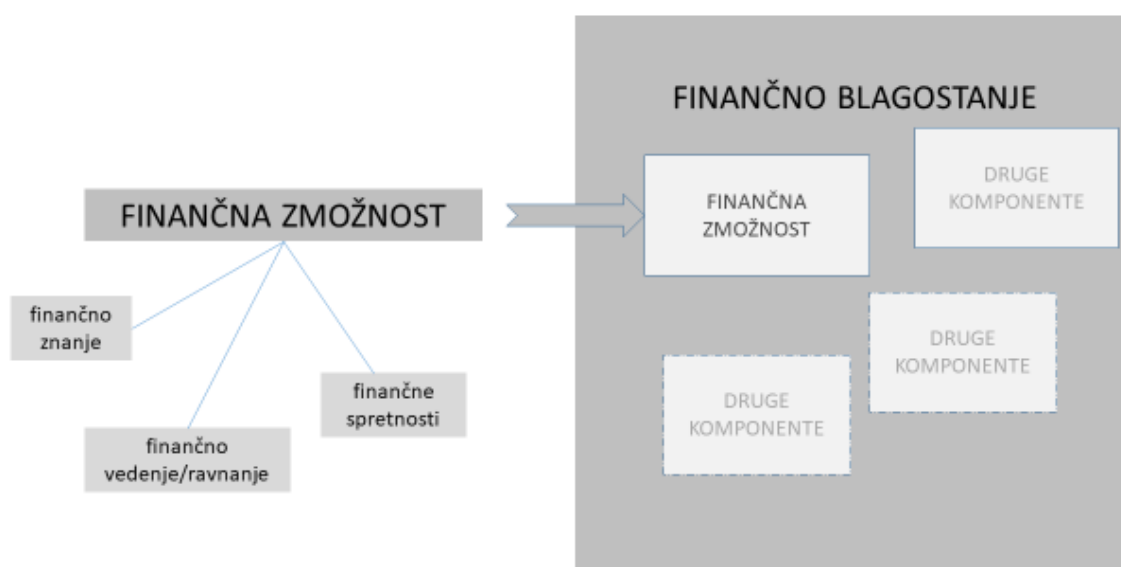 FINANČNA ZMOŽNOST
finančno
znanje
finančno
vedenje/ravnanje
finančne
spretnosti
FINANČNO BLAGOSTANJE
FINANČNA
ZMOŽNOST
DRUGE
KOMPONENTE
DRUGE
KOMPONENTE
DRUGE
KOMPONENTE